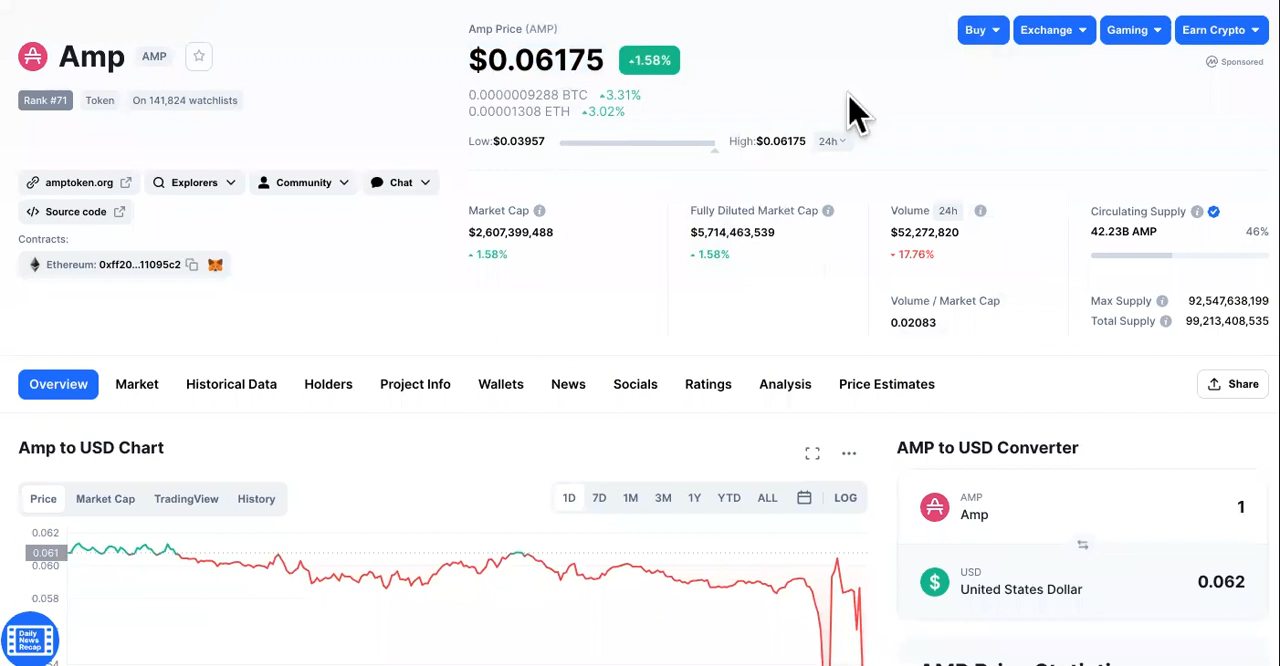 Amp AMP
Rank #71 Token On 141,824 watchlists
amptoken.org Explorers Community Chat
Source code
Contracts:
Ethereum: 0xff20...11095c2
Amp Price (AMP)
$0.06175 1.58%
0.0000009288 BTC 3.31%
0.00001308 ETH 3.02%
Low:$0.03957 High:$0.06175 24h
Buy Exchange Gaming Earn Crypto
Sponsored
Market Cap
$2,607,399,488
1.58%
Fully Diluted Market Cap
$5,714,463,539
1.58%
Volume 24h
$52,272,820
17.76%
Volume / Market Cap
0.02083
Circulating Supply
42.23B AMP 46%
Max Supply 92,547,638,199
Total Supply 99,213,408,535
Overview Market Historical Data Holders Project Info Wallets News Socials Ratings Analysis Price Estimates Share
Amp to USD Chart
Price Market Cap TradingView History 1D 7D 1M 3M 1Y YTD ALL LOG
0.062
0.061
0.060
0.058
Daily
News
Recap
AMP to USD Converter
AMP
Amp 1
USD
United States Dollar 0.062